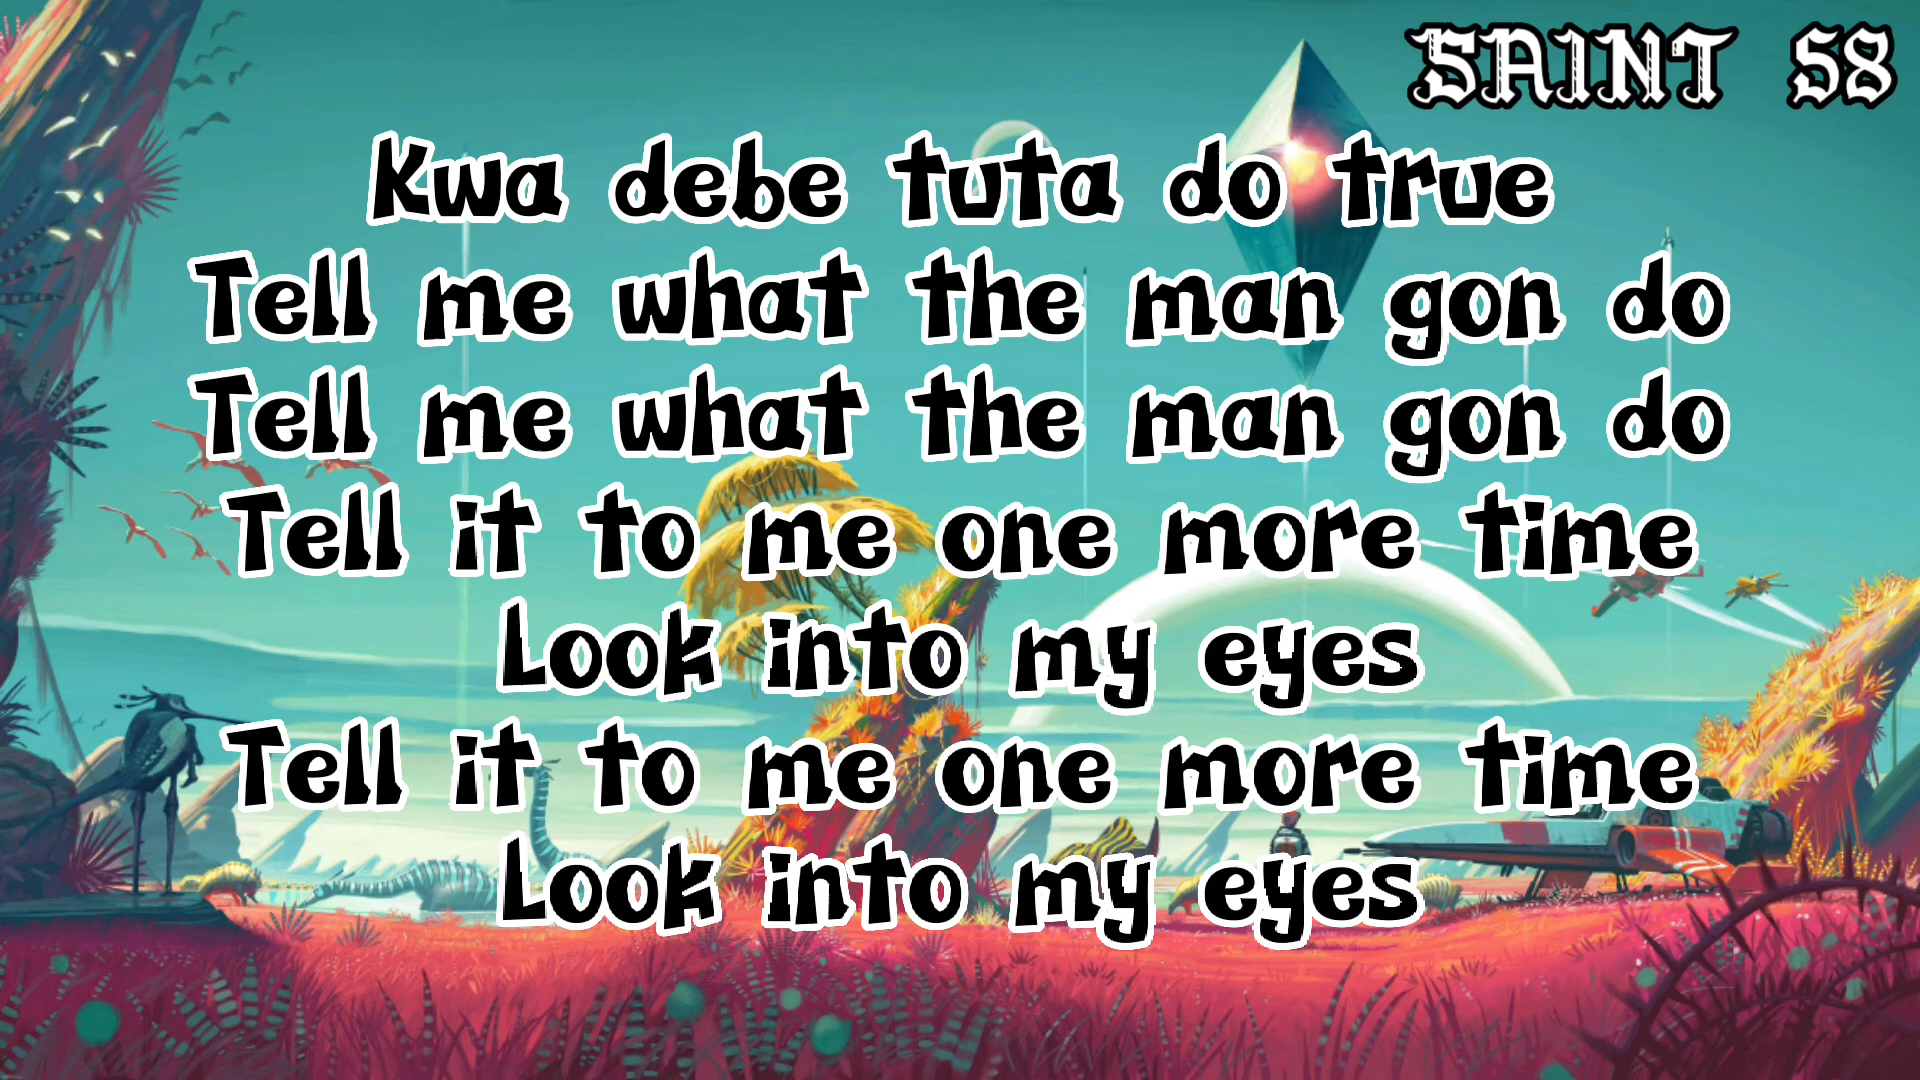 SAINT 58
Kwa debe tuta do true
Tell me what the man gon do
Tell me what the man gon do
Tell it to me one more time
Look into my eyes
Tell it to me one more time
Look into my eyes